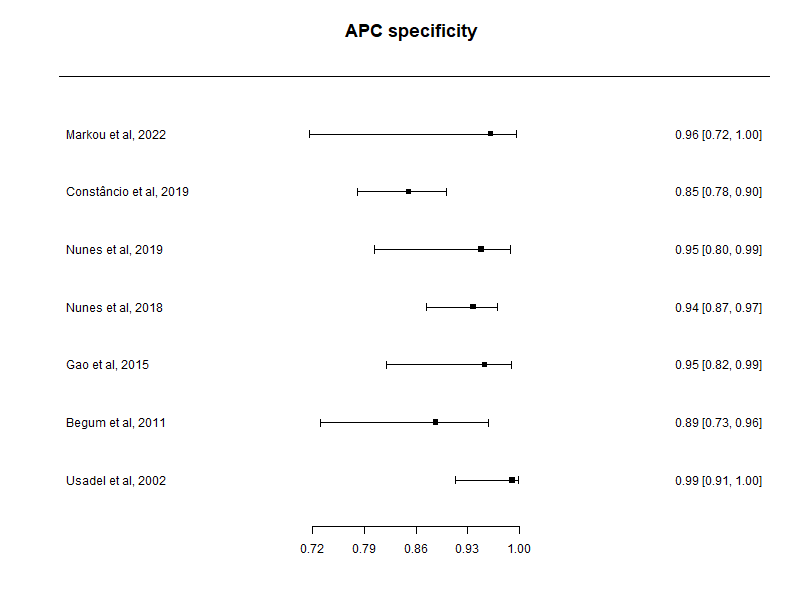 APC specificity
Markou et al, 2022 0.96 [0.72, 1.00]
Constâncio et al, 2019 0.85 [0.78, 0.90]
Nunes et al, 2019 0.95 [0.80, 0.99]
Nunes et al, 2018 0.94 [0.87, 0.97]
Gao et al, 2015 0.95 [0.82, 0.99]
Begum et al, 2011 0.89 [0.73, 0.96]
Usadel et al, 2002 0.99 [0.91, 1.00]
0.72 0.79 0.86 0.93 1.00